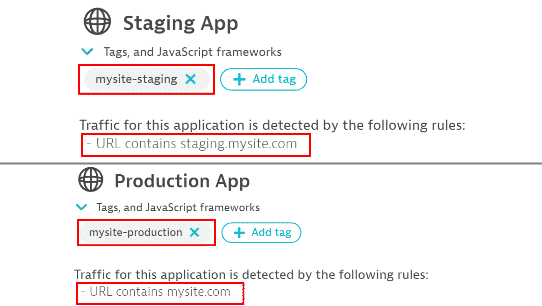 Staging App
Tags, and JavaScript frameworks
mysite-staging × + Add tag
Traffic for this application is detected by the following rules:
- URL contains staging.mysite.com
Production App
Tags, and JavaScript frameworks
mysite-production × + Add tag
Traffic for this application is detected by the following rules:
- URL contains mysite.com